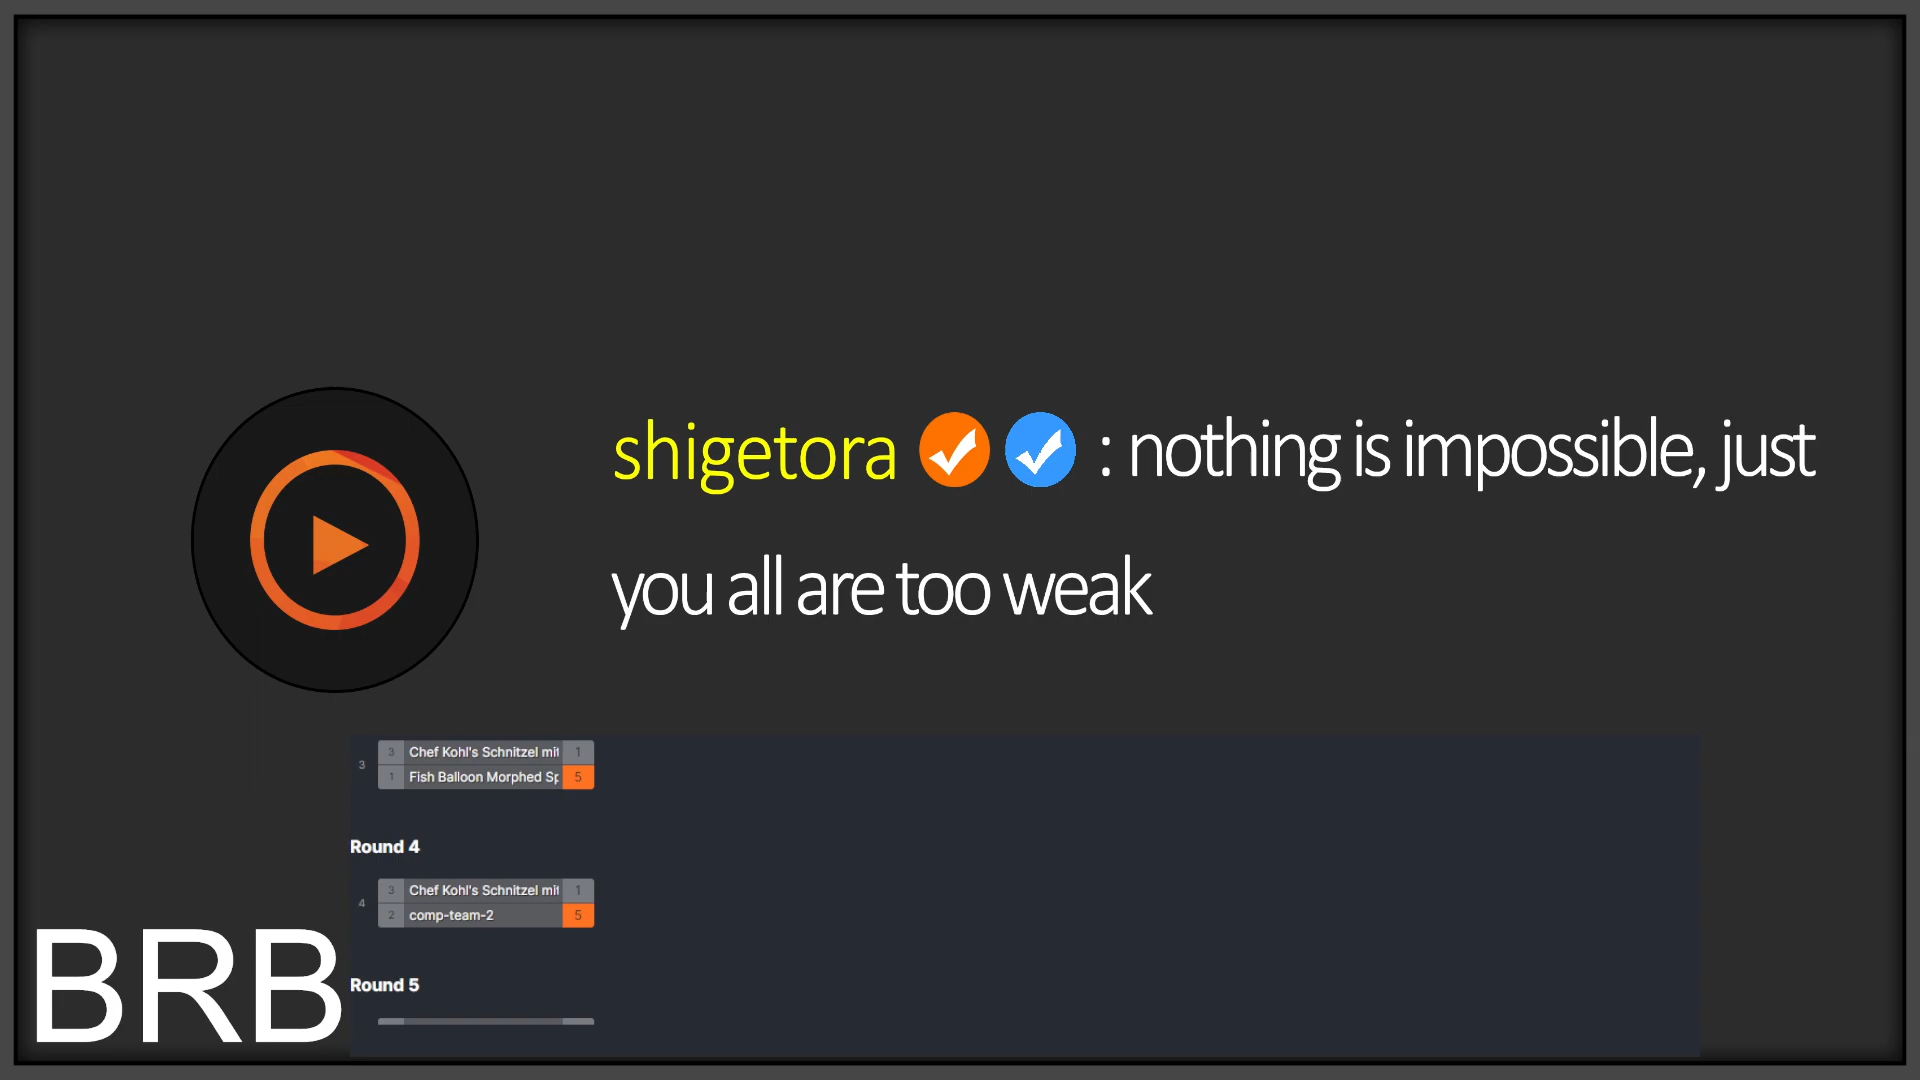 shigetora : nothing is impossible, just
you all are too weak
3 3 Chef Kohl's Schnitzel mit 1
1 Fish Balloon Morphed Sp 5
Round 4
4 3 Chef Kohl's Schnitzel mit 1
2 comp-team-2 5
BRB
Round 5